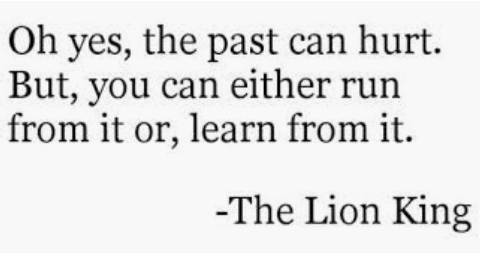 Oh yes, the past can hurt.
But, you can either run
from it or, learn from it.
-The Lion King